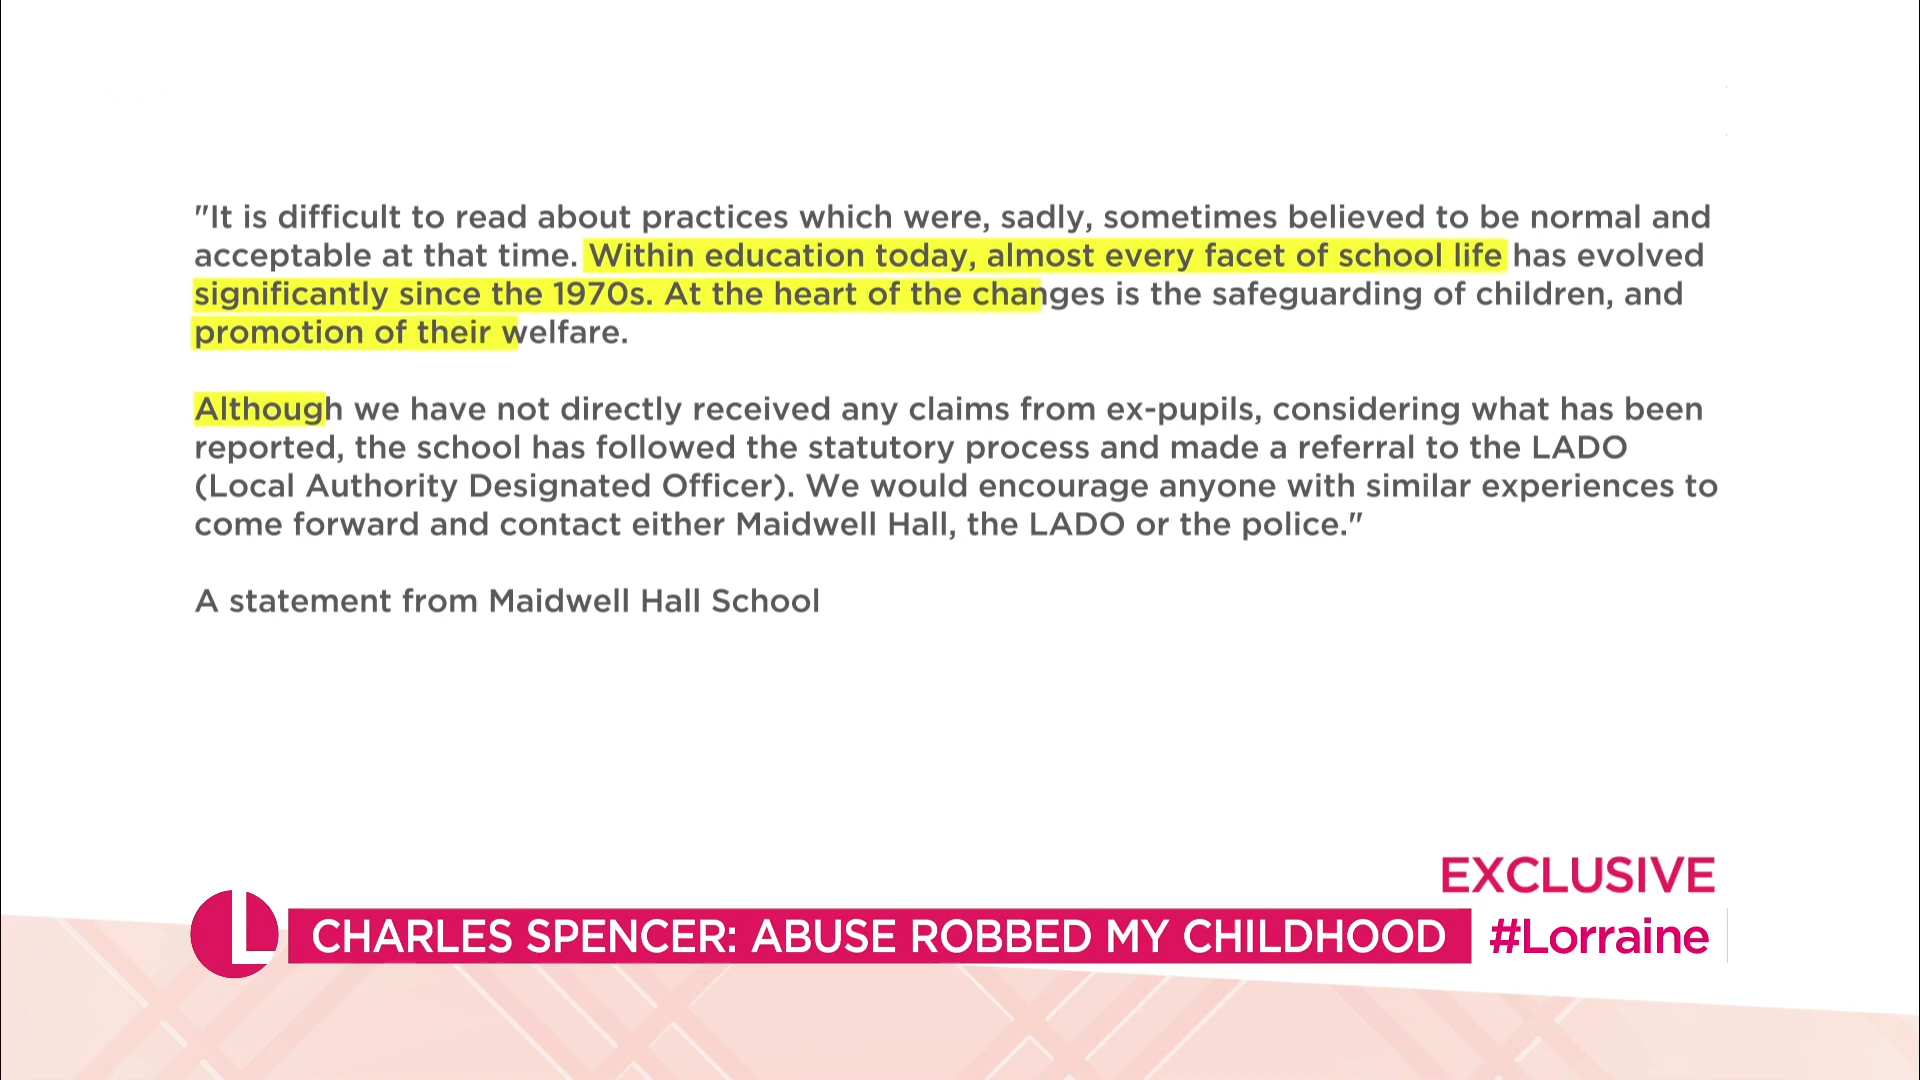 "It is difficult to read about practices which were, sadly, sometimes believed to be normal and
acceptable at that time. Within education today, almost every facet of school life has evolved
significantly since the 1970s. At the heart of the changes is the safeguarding of children, and
promotion of their welfare.
Although we have not directly received any claims from ex-pupils, considering what has been
reported, the school has followed the statutory process and made a referral to the LADO
(Local Authority Designated Officer). We would encourage anyone with similar experiences to
come forward and contact either Maidwell Hall, the LADO or the police."
A statement from Maidwell Hall School
EXCLUSIVE
L CHARLES SPENCER: ABUSE ROBBED MY CHILDHOOD #Lorraine